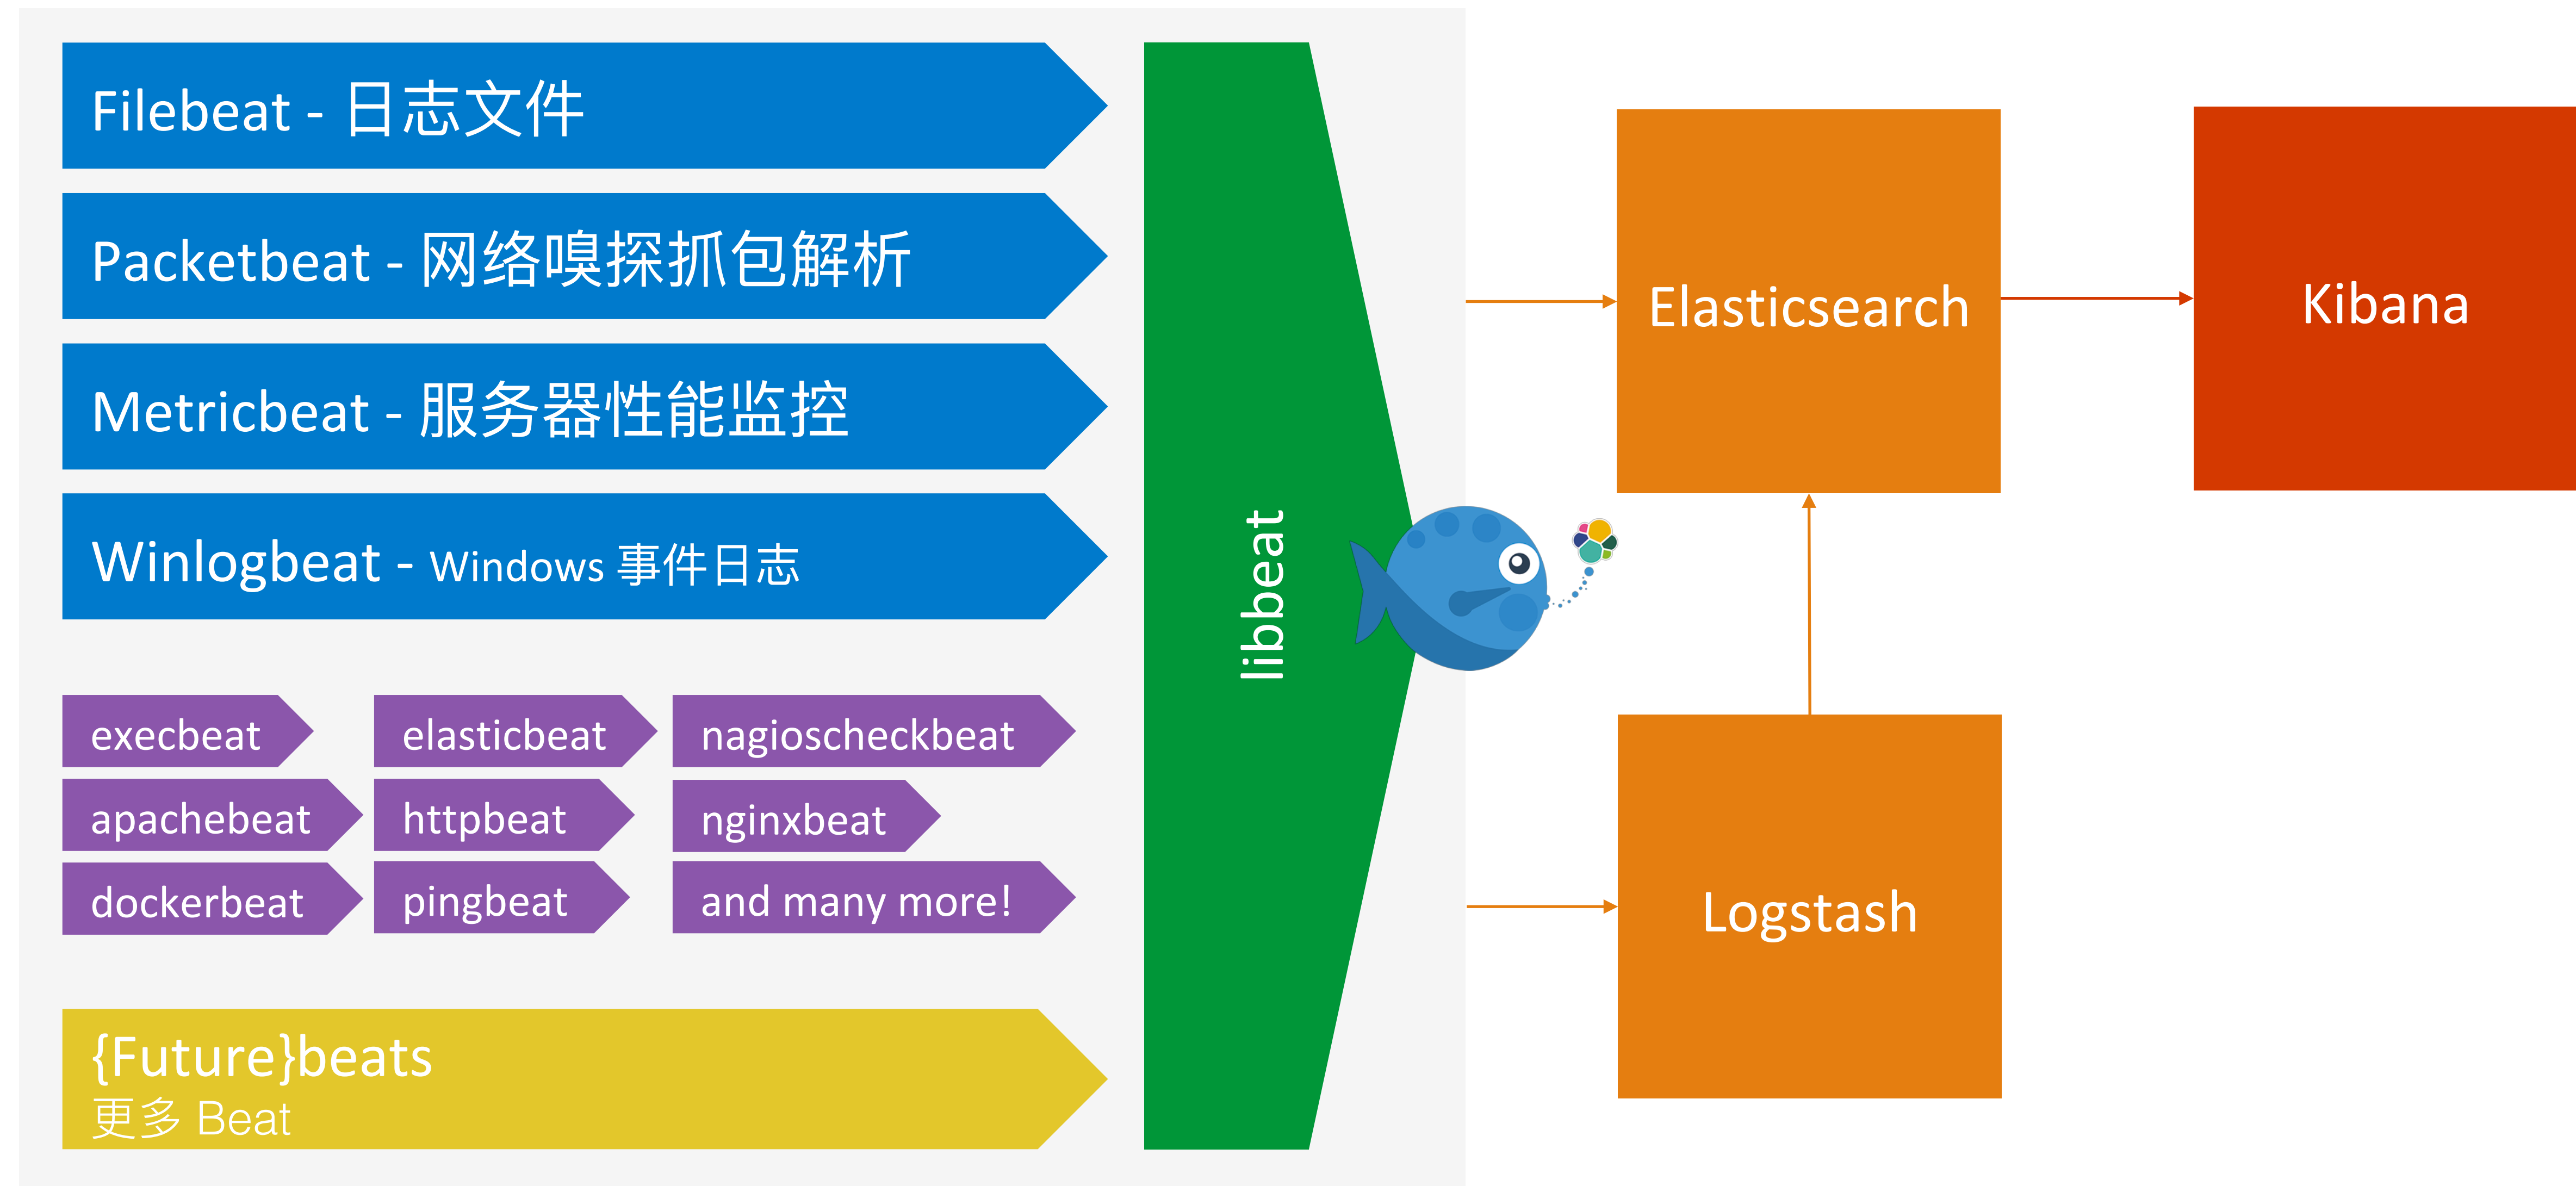 Filebeat - 日志文件
Packetbeat - 网络嗅探抓包解析
Metricbeat - 服务器性能监控
Winlogbeat - Windows 事件日志
execbeat
elasticbeat
nagioscheckbeat
apachebeat
httpbeat
nginxbeat
dockerbeat
pingbeat
and many more!
{Future}beats
更多 Beat
libbeat
Elasticsearch
Kibana
Logstash